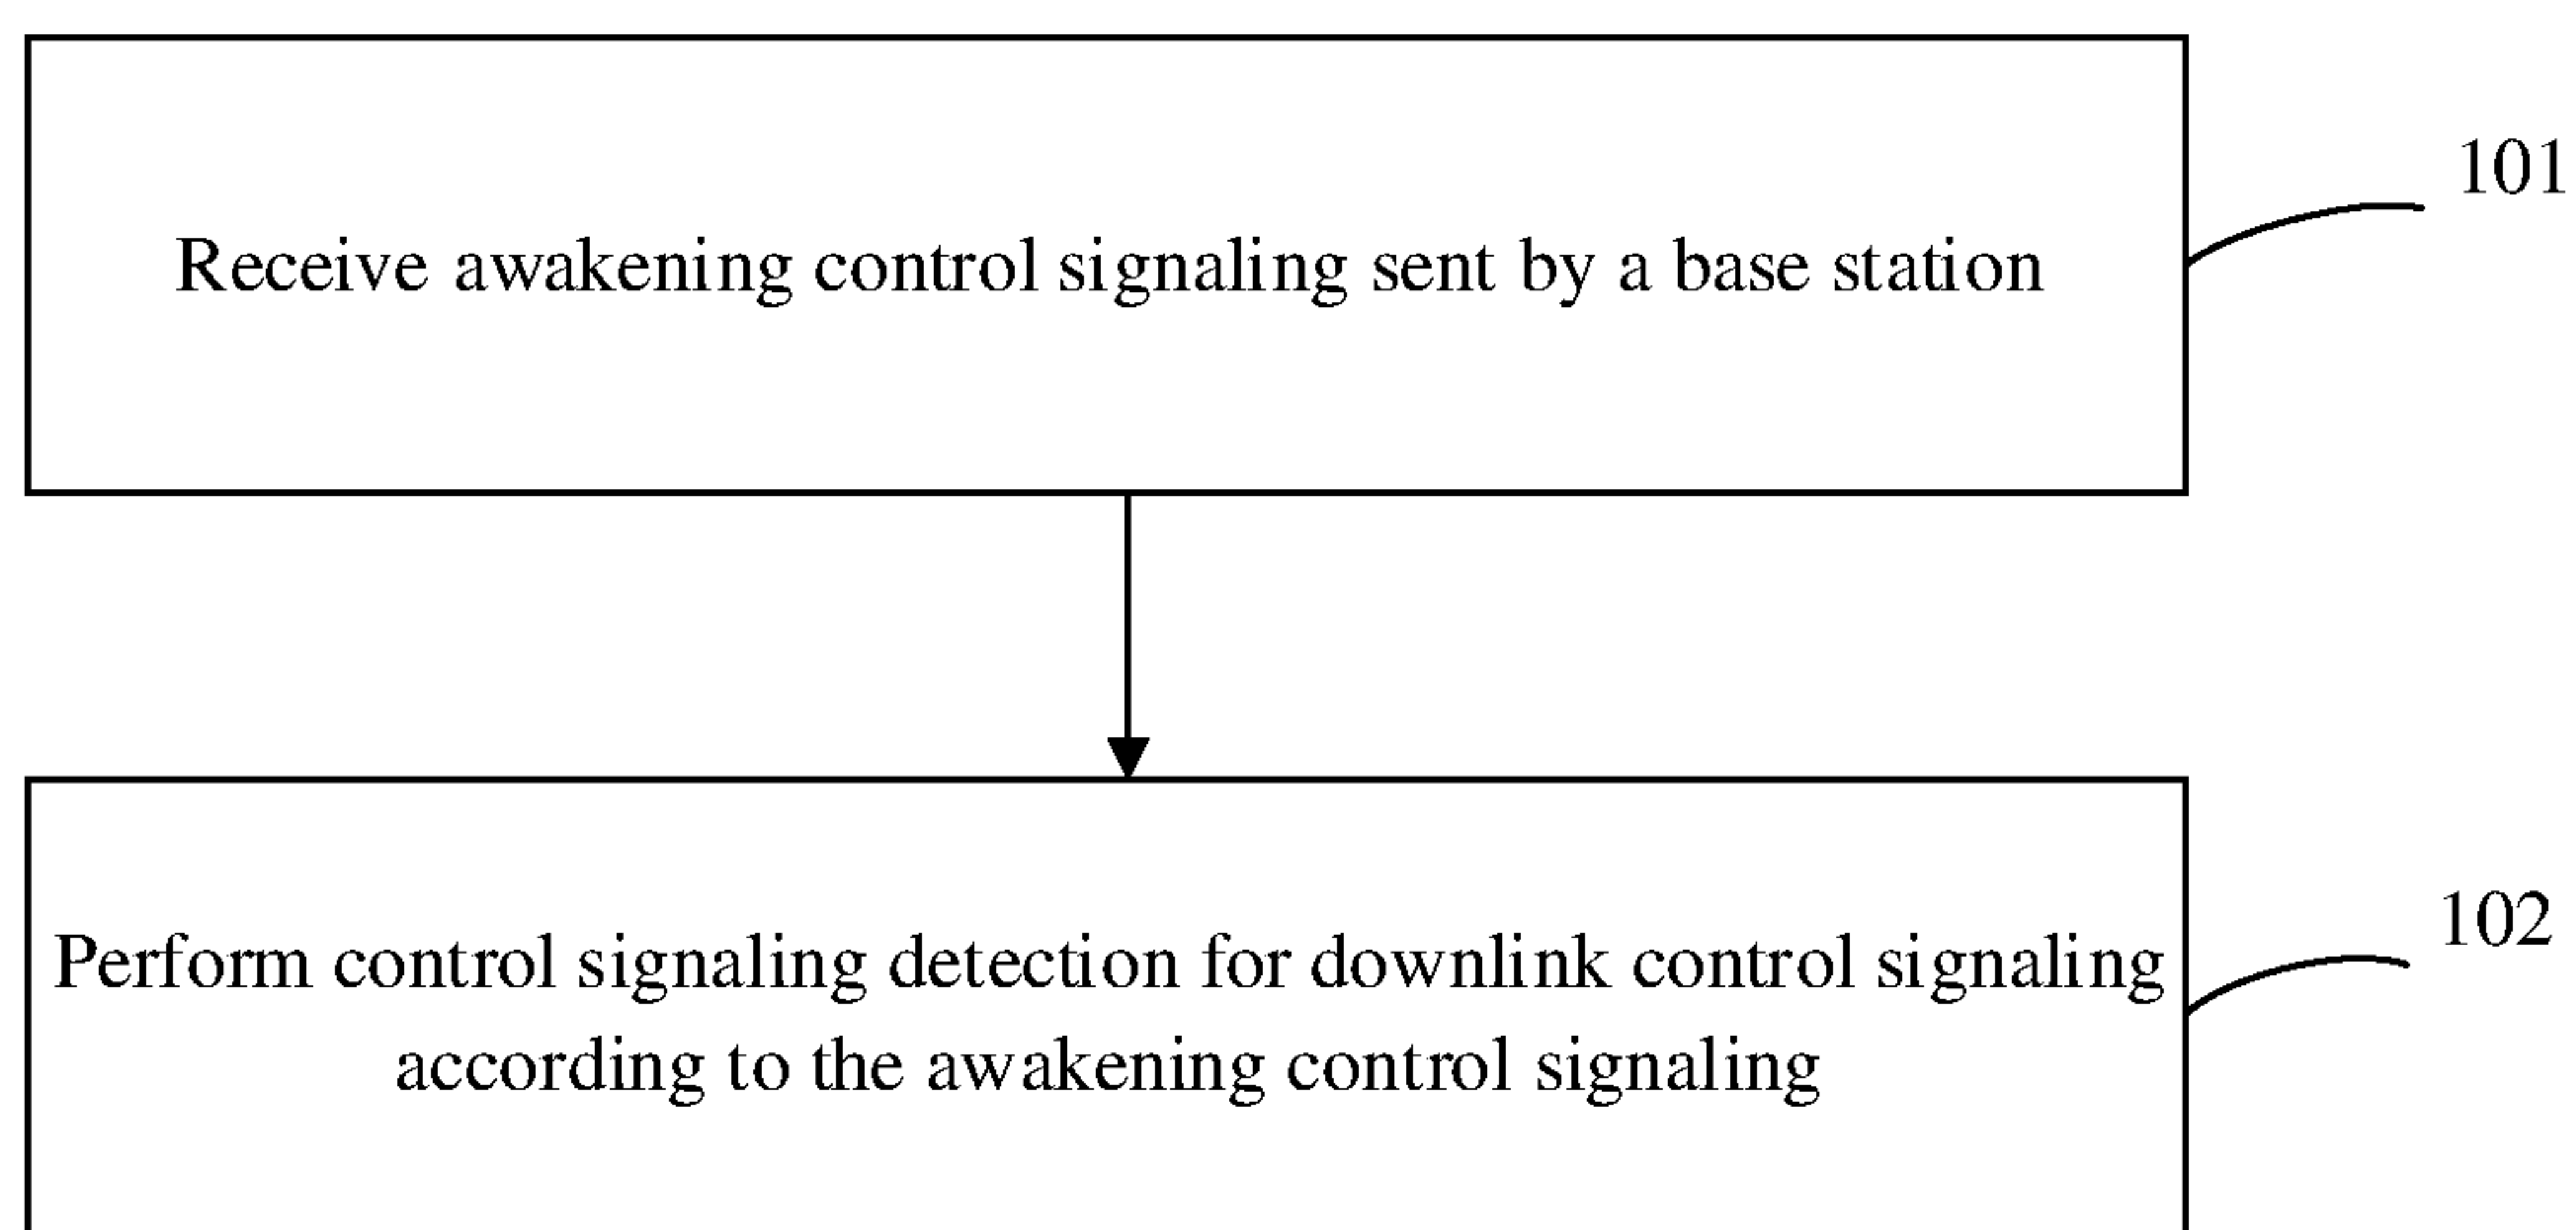 101
Receive awakening control signaling sent by a base station
102
Perform control signaling detection for downlink control signaling
according to the awakening control signaling